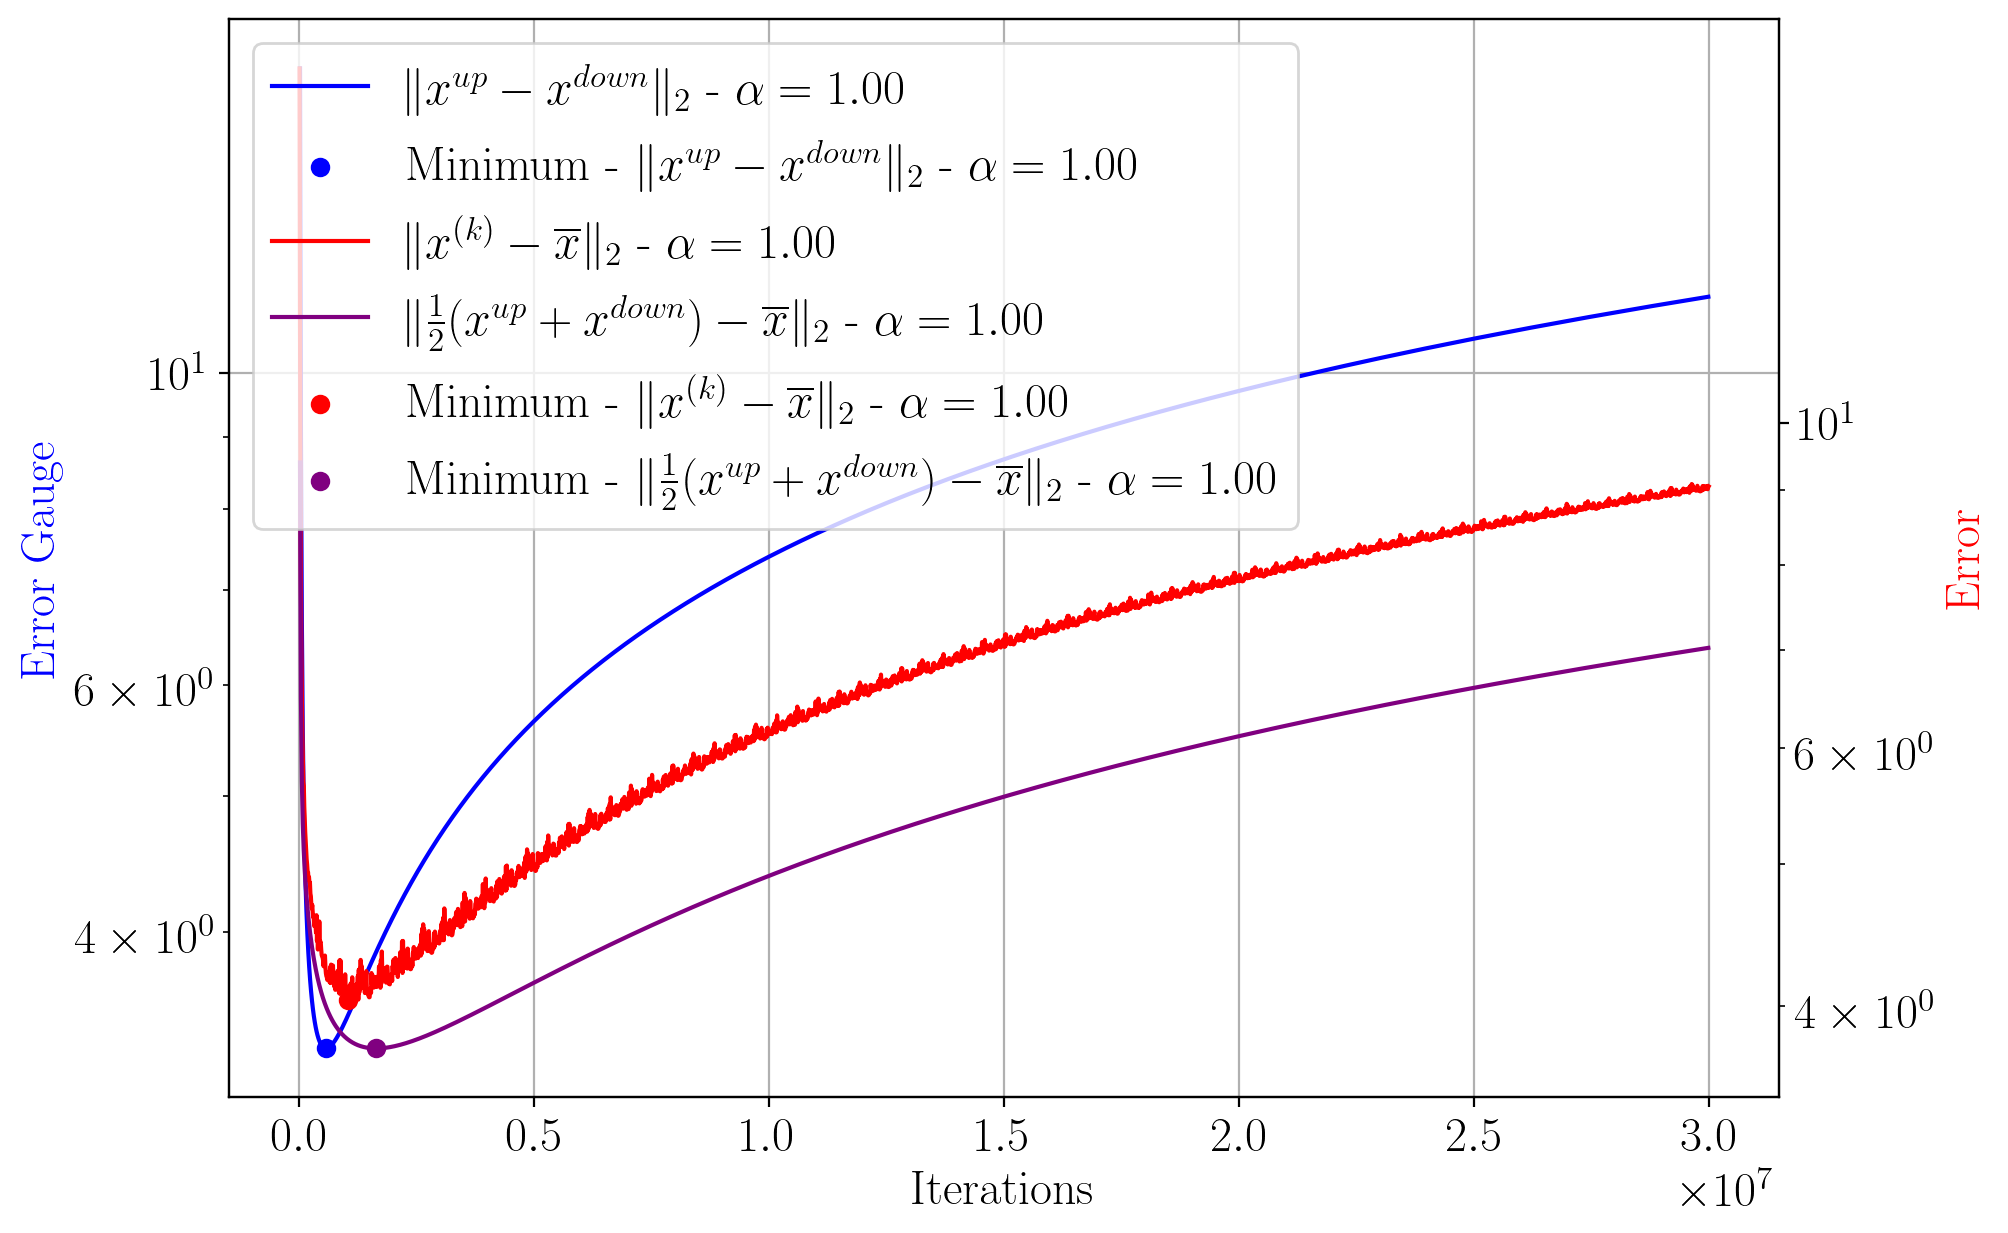 ‖x^{up} − x^{down}‖₂ - α = 1.00
Minimum - ‖x^{up} − x^{down}‖₂ - α = 1.00
‖x^{(k)} − x̅‖₂ - α = 1.00
‖½(x^{up} + x^{down}) − x̅‖₂ - α = 1.00
Minimum - ‖x^{(k)} − x̅‖₂ - α = 1.00
Minimum - ‖½(x^{up} + x^{down}) − x̅‖₂ - α = 1.00
Error Gauge
10¹
6 × 10⁰
4 × 10⁰
Error
10¹
6 × 10⁰
4 × 10⁰
0.0 0.5 1.0 1.5 2.0 2.5 3.0
Iterations
×10⁷